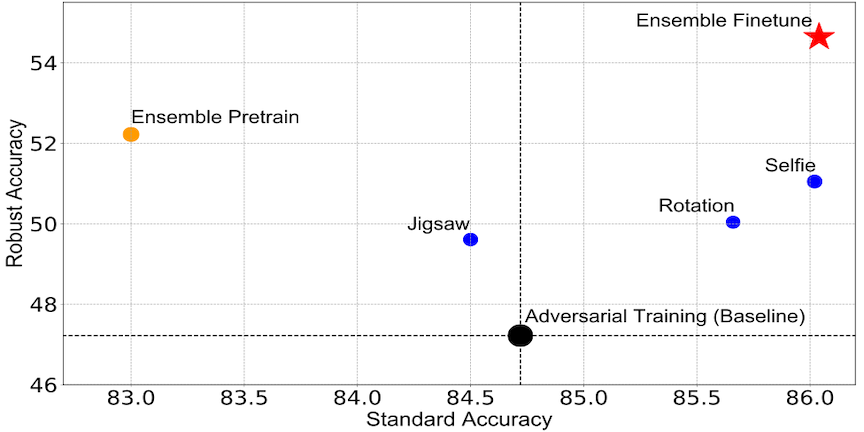 Ensemble Finetune
54
Ensemble Pretrain
52
Selfie
Rotation
50
Jigsaw
48
Adversarial Training (Baseline)
46
Robust Accuracy
83.0 83.5 84.0 84.5 85.0 85.5 86.0
Standard Accuracy